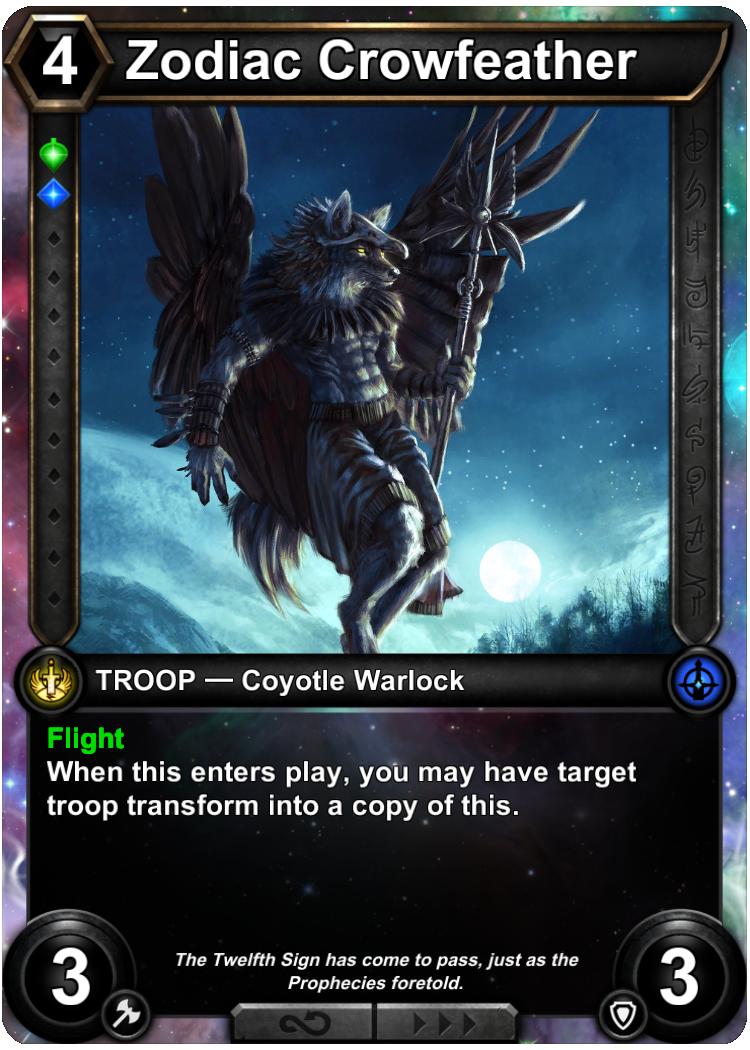 4 Zodiac Crowfeather
TROOP — Coyotle Warlock
Flight
When this enters play, you may have target
troop transform into a copy of this.
The Twelfth Sign has come to pass, just as the
Prophecies foretold.
3 3